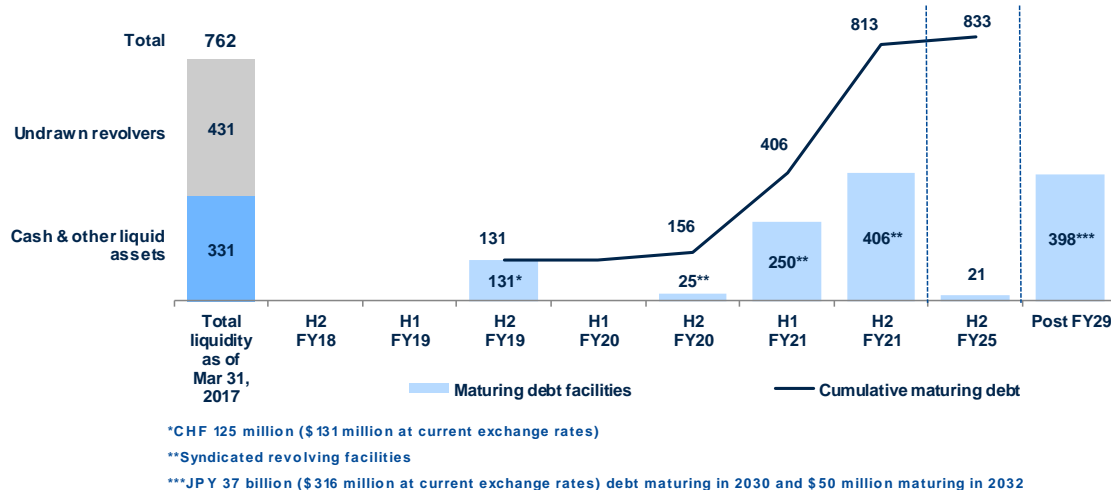 Total
762
813
833
Undrawn revolvers
431
406
Cash & other liquid
assets
331
131
131*
156
25**
250**
406**
21
398***
Total
liquidity
as of
Mar 31,
2017
H2
FY18
H1
FY19
H2
FY19
H1
FY20
H2
FY20
H1
FY21
H2
FY21
H2
FY25
Post FY29
Maturing debt facilities
Cumulative maturing debt
*CHF 125 million ($131 million at current exchange rates)
**Syndicated revolving facilities
***JPY 37 billion ($316 million at current exchange rates) debt maturing in 2030 and $50 million maturing in 2032